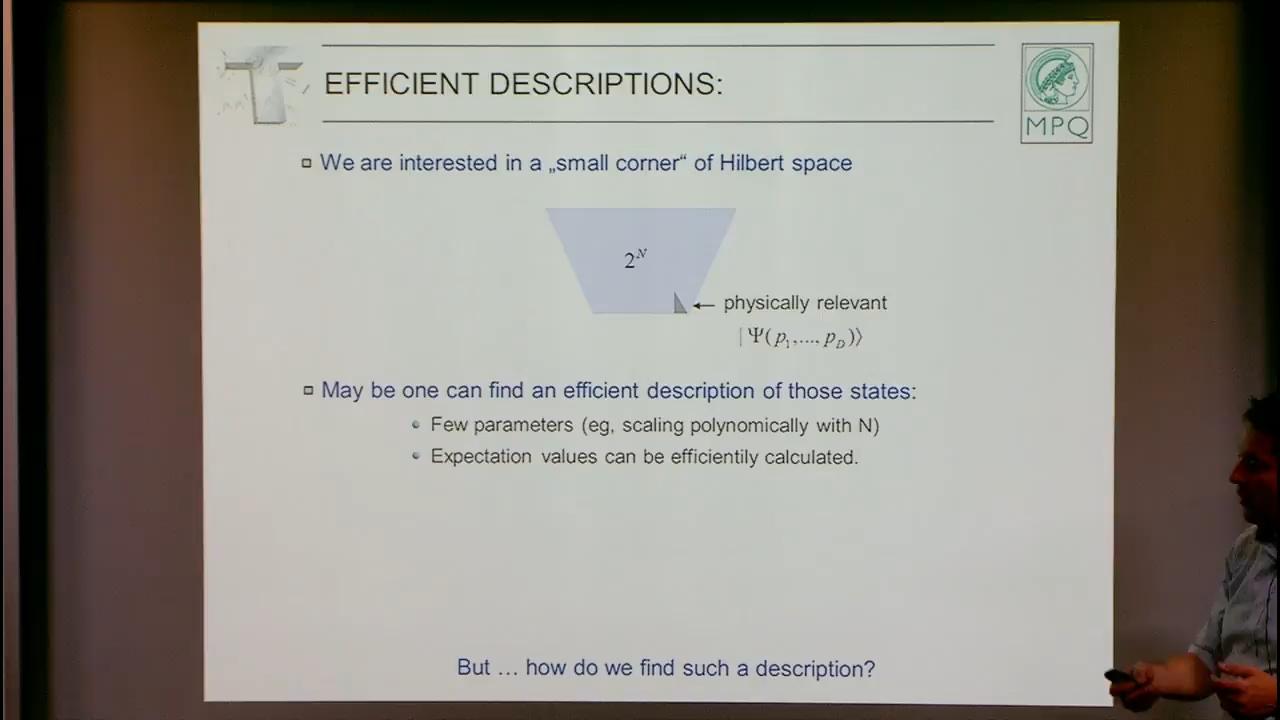 EFFICIENT DESCRIPTIONS:
MPQ
We are interested in a „small corner“ of Hilbert space
2^N
physically relevant
|Ψ(p_1,..., p_D)⟩
May be one can find an efficient description of those states:
Few parameters (eg, scaling polynomically with N)
Expectation values can be efficientily calculated.
But ... how do we find such a description?